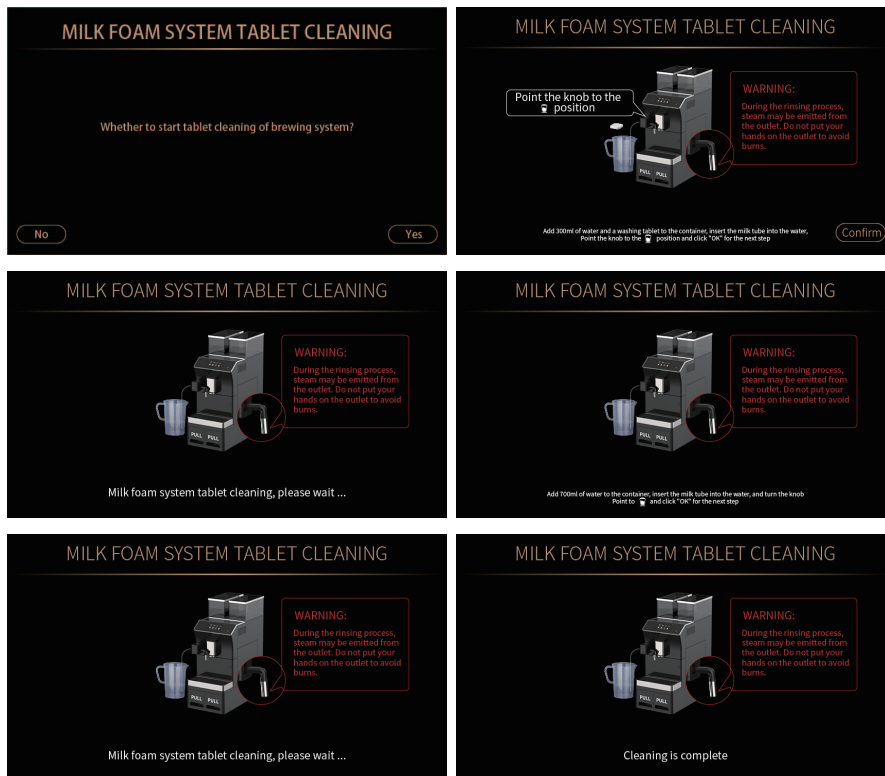 MILK FOAM SYSTEM TABLET CLEANING
Whether to start tablet cleaning of brewing system?
No
Yes
MILK FOAM SYSTEM TABLET CLEANING
Point the knob to the
position
WARNING:
During the rinsing process,
steam may be emitted from
the outlet. Do not put your
hands on the outlet to avoid
burns.
PULL PULL
Add 300ml of water and a washing tablet to the container, insert the milk tube into the water,
Point the knob to the position and click "OK" for the next step
Confirm
MILK FOAM SYSTEM TABLET CLEANING
WARNING:
During the rinsing process,
steam may be emitted from
the outlet. Do not put your
hands on the outlet to avoid
burns.
PULL PULL
Milk foam system tablet cleaning, please wait ...
MILK FOAM SYSTEM TABLET CLEANING
WARNING:
During the rinsing process,
steam may be emitted from
the outlet. Do not put your
hands on the outlet to avoid
burns.
PULL PULL
Add 700ml of water to the container, insert the milk tube into the water, and turn the knob
Point to and click "OK" for the next step
MILK FOAM SYSTEM TABLET CLEANING
WARNING:
During the rinsing process,
steam may be emitted from
the outlet. Do not put your
hands on the outlet to avoid
burns.
PULL PULL
Milk foam system tablet cleaning, please wait ...
MILK FOAM SYSTEM TABLET CLEANING
WARNING:
During the rinsing process,
steam may be emitted from
the outlet. Do not put your
hands on the outlet to avoid
burns.
PULL PULL
Cleaning is complete